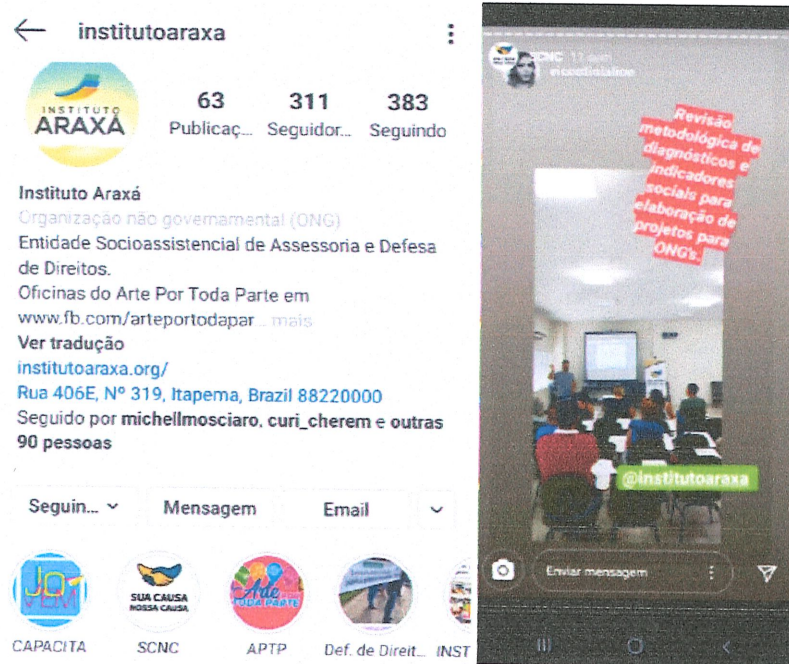 institutoaraxa
INSTITUTO
ARAXÁ
63
311
383
Publicaç...
Seguidor...
Seguindo
Instituto Araxá
Organização não governamental (ONG)
Entidade Socioassistencial de Assessoria e Defesa
de Direitos.
Oficinas do Arte Por Toda Parte em
www.fb.com/arteportodapar... mais
Ver tradução
institutoaraxa.org/
Rua 406E, Nº 319, Itapema, Brazil 88220000
Seguido por michellmosciaro, curi_cherem e outras
90 pessoas
Seguin...
Mensagem
Email
JOVEM
SUA CAUSA
NOSSA CAUSA
Arte
POR
TODA PARTE
CAPACITA
SCNC
APTP
Def. de Direit...
INST
SCNC
Revisão
metodológica de
diagnósticos e
indicadores
sociais para
elaboração de
projetos para
ONG's.
@institutoaraxa
Enviar mensagem